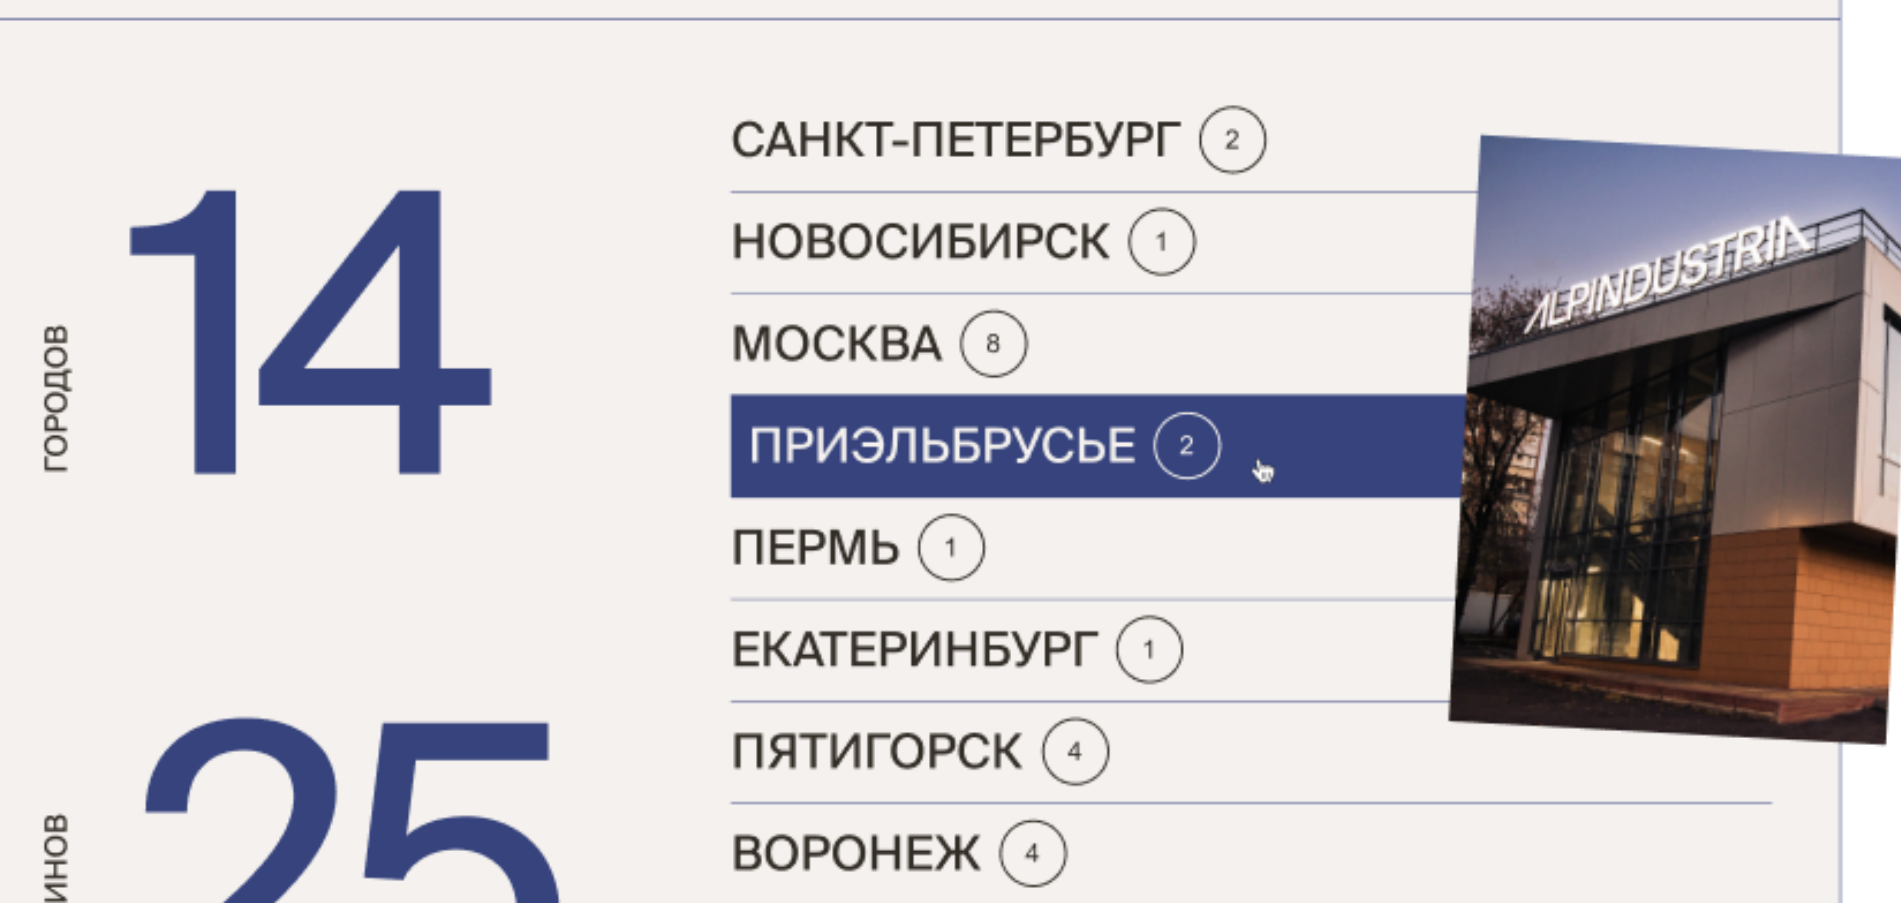 ГОРОДОВ
14
САНКТ-ПЕТЕРБУРГ 2
НОВОСИБИРСК 1
МОСКВА 8
ПРИЭЛЬБРУСЬЕ 2
ПЕРМЬ 1
ЕКАТЕРИНБУРГ 1
ПЯТИГОРСК 4
ВОРОНЕЖ 4
ALPINDUSTRIA
ИНОВ
25